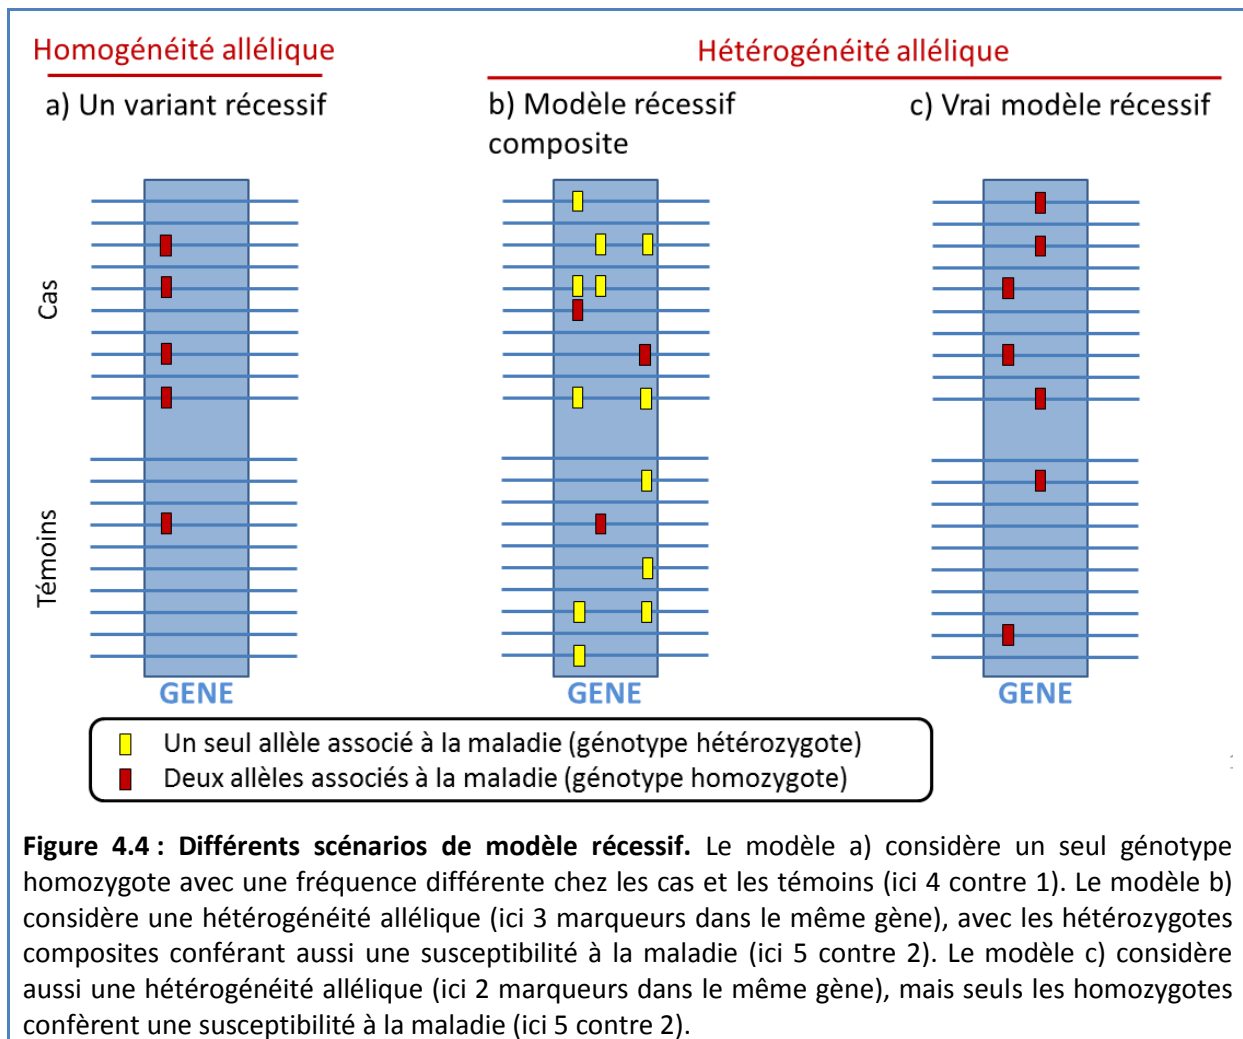 Homogénéité allélique
Hétérogénéité allélique
a) Un variant récessif
b) Modèle récessif
composite
c) Vrai modèle récessif
Cas
Témoins
GENE
GENE
GENE
Un seul allèle associé à la maladie (génotype hétérozygote)
Deux allèles associés à la maladie (génotype homozygote)
Figure 4.4 : Différents scénarios de modèle récessif. Le modèle a) considère un seul génotype
homozygote avec une fréquence différente chez les cas et les témoins (ici 4 contre 1). Le modèle b)
considère une hétérogénéité allélique (ici 3 marqueurs dans le même gène), avec les hétérozygotes
composites conférant aussi une susceptibilité à la maladie (ici 5 contre 2). Le modèle c) considère
aussi une hétérogénéité allélique (ici 2 marqueurs dans le même gène), mais seuls les homozygotes
confèrent une susceptibilité à la maladie (ici 5 contre 2).